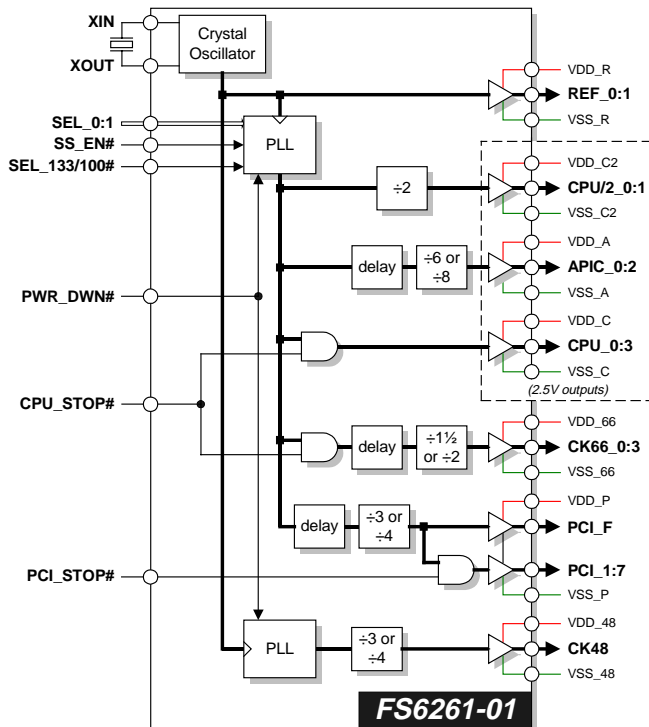 XIN
XOUT
Crystal
Oscillator
VDD_R
REF_0:1
VSS_R
SEL_0:1
SS_EN#
SEL_133/100#
PLL
VDD_C2
÷2
CPU/2_0:1
VSS_C2
VDD_A
delay
÷6 or
÷8
APIC_0:2
VSS_A
PWR_DWN#
VDD_C
CPU_0:3
VSS_C
(2.5V outputs)
CPU_STOP#
VDD_66
delay
÷1½
or ÷2
CK66_0:3
VSS_66
VDD_P
delay
÷3 or
÷4
PCI_F
PCI_STOP#
PCI_1:7
VSS_P
VDD_48
PLL
÷3 or
÷4
CK48
VSS_48
FS6261-01